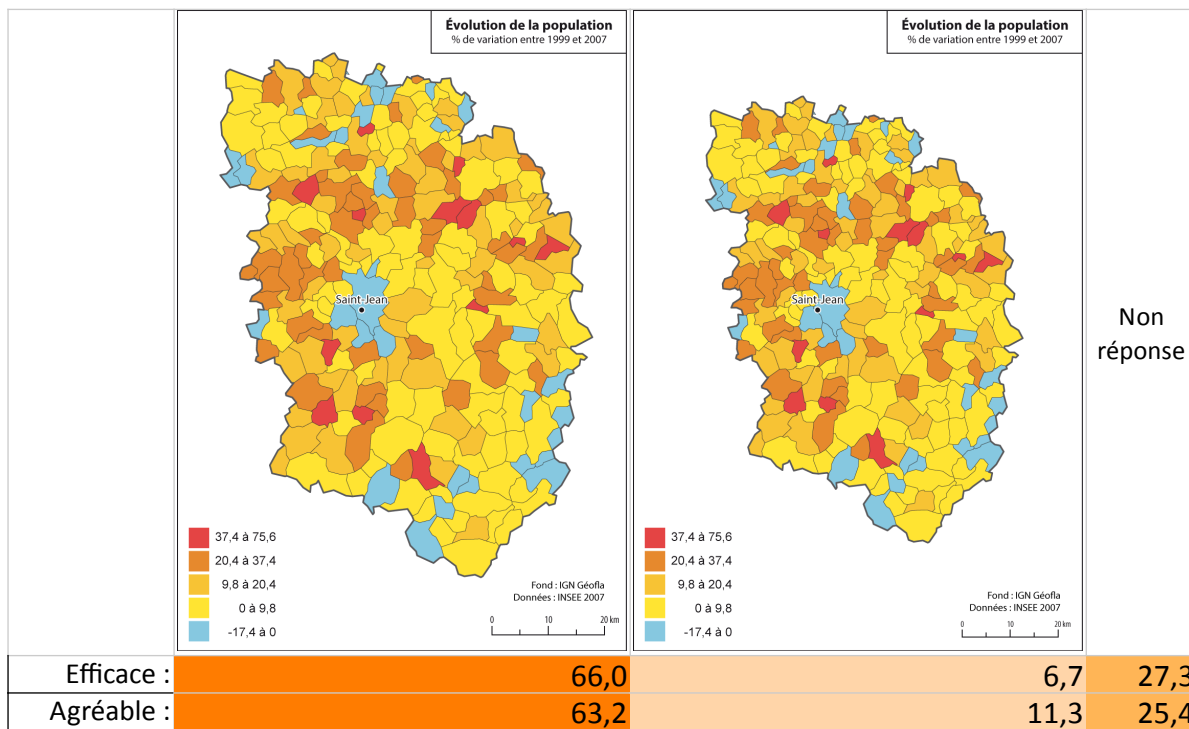 Évolution de la population
% de variation entre 1999 et 2007
Saint-Jean
37,4 à 75,6
20,4 à 37,4
9,8 à 20,4
0 à 9,8
-17,4 à 0
Fond : IGN Géofla
Données : INSEE 2007
0 10 20 km
Évolution de la population
% de variation entre 1999 et 2007
Saint-Jean
37,4 à 75,6
20,4 à 37,4
9,8 à 20,4
0 à 9,8
-17,4 à 0
Fond : IGN Géofla
Données : INSEE 2007
0 10 20 km
Non
réponse
Efficace : 66,0 6,7 27,3
Agréable : 63,2 11,3 25,4